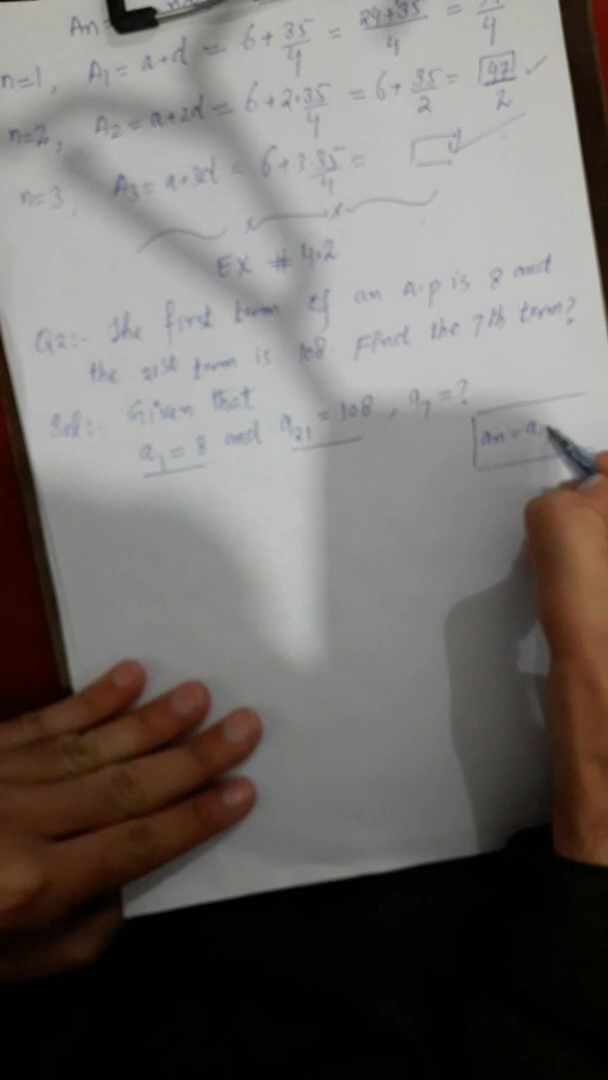 An=
n=1, A1 = a+d = 6+ 35/4 = 24+35/4 = /4
n=2, A2 = a+2d = 6+2.35/4 = 6+ 35/2 = 47/2 ✓
n=3, A3 = a+3d = 6+3 35/4 =
Ex # 4.2
Q2:- The first term of an A.P is 8 and
the 21st term is 108 Find the 7th term?
Sol:- Given that
a1 = 8 and a21 = 108, a7 = ?
an = a1